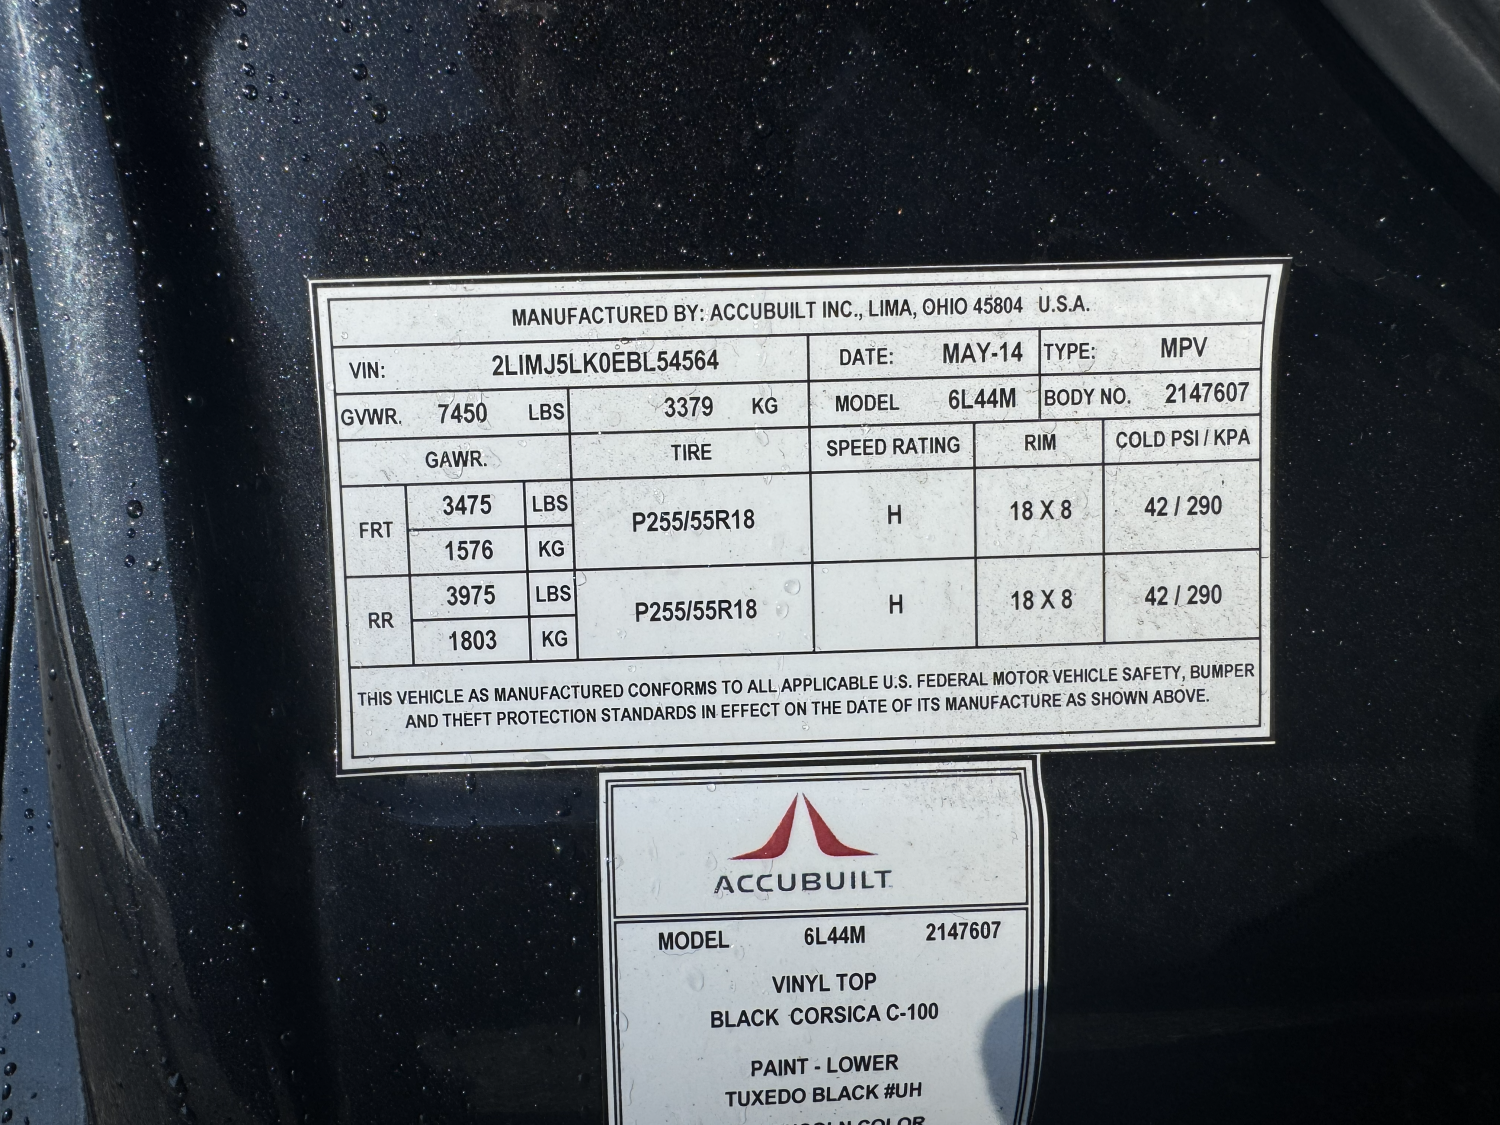 MANUFACTURED BY: ACCUBUILT INC., LIMA, OHIO 45804 U.S.A.
VIN: 2LIMJ5LK0EBL54564 DATE: MAY-14 TYPE: MPV
GVWR. 7450 LBS 3379 KG MODEL 6L44M BODY NO. 2147607
GAWR. TIRE SPEED RATING RIM COLD PSI / KPA
FRT 3475 LBS P255/55R18 H 18 X 8 42 / 290
1576 KG
RR 3975 LBS P255/55R18 H 18 X 8 42 / 290
1803 KG
THIS VEHICLE AS MANUFACTURED CONFORMS TO ALL APPLICABLE U.S. FEDERAL MOTOR VEHICLE SAFETY, BUMPER
AND THEFT PROTECTION STANDARDS IN EFFECT ON THE DATE OF ITS MANUFACTURE AS SHOWN ABOVE.
ACCUBUILT
MODEL 6L44M 2147607
VINYL TOP
BLACK CORSICA C-100
PAINT - LOWER
TUXEDO BLACK #UH
COLOR